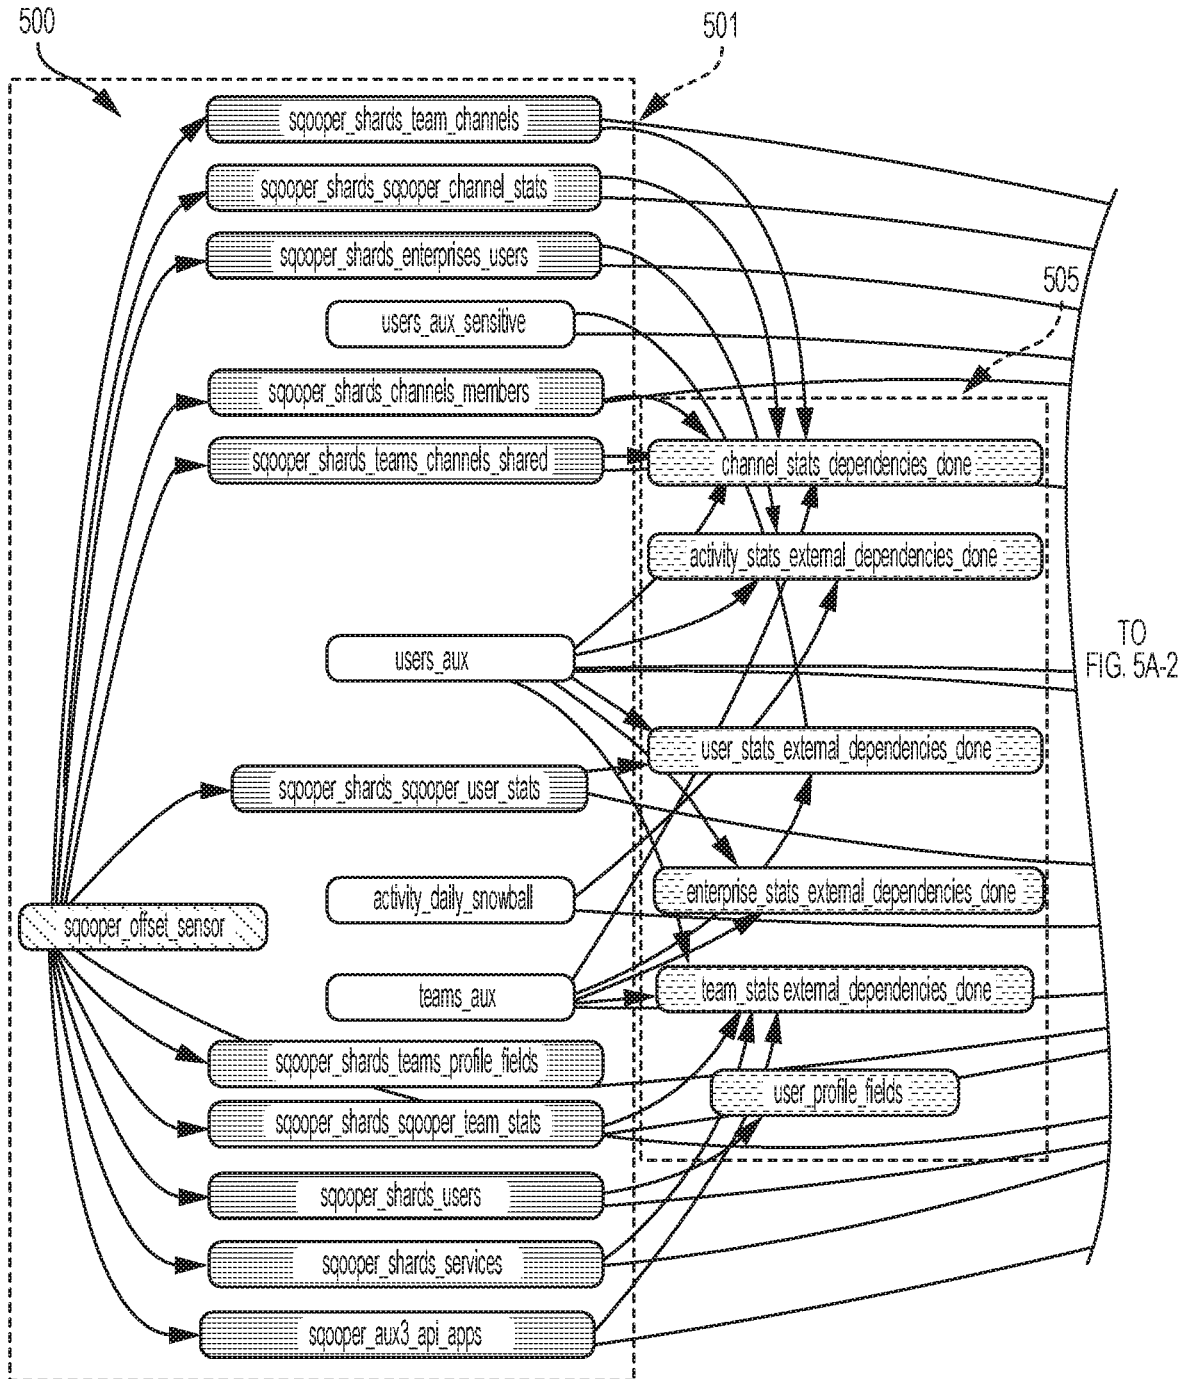 500
501
sqooper_shards_team_channels
sqooper_shards_sqooper_channel_stats
sqooper_shards_enterprises_users
505
users_aux_sensitive
sqooper_shards_channels_members
sqooper_shards_teams_channels_shared
channel_stats_dependencies_done
activity_stats_external_dependencies_done
users_aux
TO
FIG. 5A-2
user_stats_external_dependencies_done
sqooper_shards_sqooper_user_stats
activity_daily_snowball
enterprise_stats_external_dependencies_done
sqooper_offset_sensor
teams_aux
team_stats external_dependencies_done
sqooper_shards_teams_profile_fields
user_profile_fields
sqooper_shards_sqooper_team_stats
sqooper_shards_users
sqooper_shards_services
sqooper_aux3_api_apps